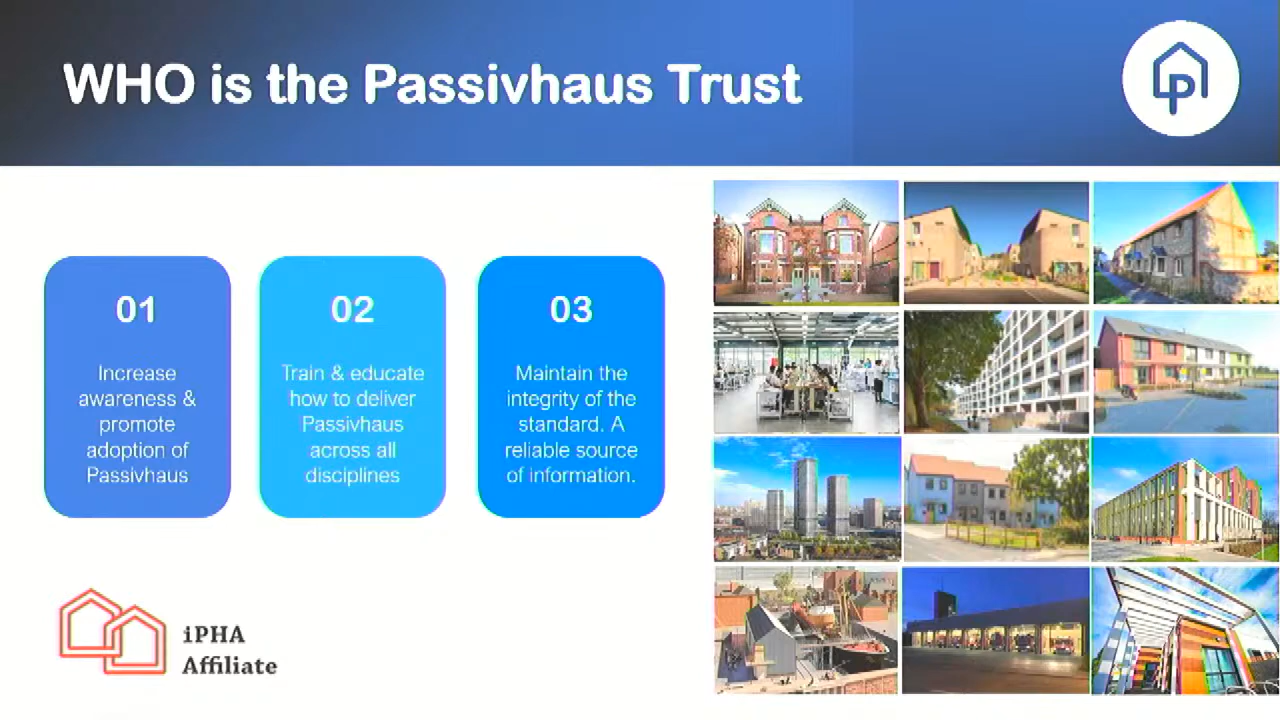 WHO is the Passivhaus Trust
01
Increase
awareness &
promote
adoption of
Passivhaus
02
Train & educate
how to deliver
Passivhaus
across all
disciplines
03
Maintain the
integrity of the
standard. A
reliable source
of information.
iPHA
Affiliate